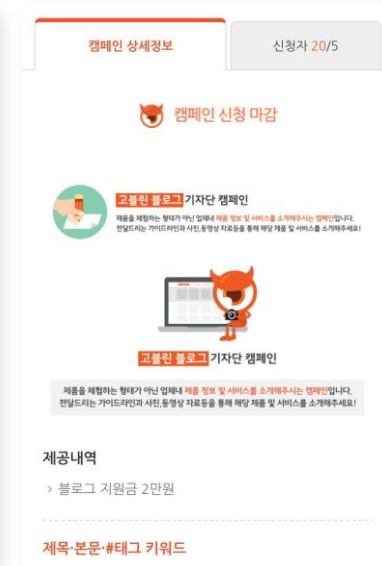 캠페인 상세정보
신청자 20/5
캠페인 신청 마감
고블린 블로그 기자단 캠페인
제품을 체험하는 형태가 아닌 업체내 제품 정보 및 서비스를 소개해주시는 캠페인입니다.
전달드리는 가이드라인과 사진,동영상 자료등을 통해 해당 제품 및 서비스를 소개해주세요!
고블린 블로그 기자단 캠페인
제품을 체험하는 형태가 아닌 업체내 제품 정보 및 서비스를 소개해주시는 캠페인입니다.
전달드리는 가이드라인과 사진,동영상 자료등을 통해 해당 제품 및 서비스를 소개해주세요!
제공내역
> 블로그 지원금 2만원
제목·본문·#태그 키워드